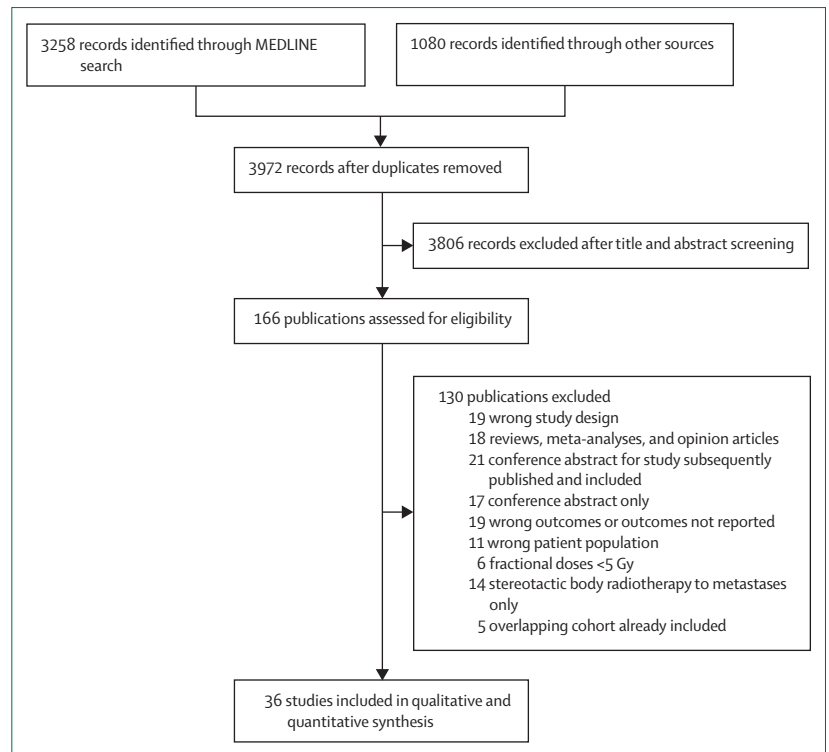 3258 records identified through MEDLINE
search
1080 records identified through other sources
3972 records after duplicates removed
3806 records excluded after title and abstract screening
166 publications assessed for eligibility
130 publications excluded
19 wrong study design
18 reviews, meta-analyses, and opinion articles
21 conference abstract for study subsequently
published and included
17 conference abstract only
19 wrong outcomes or outcomes not reported
11 wrong patient population
6 fractional doses <5 Gy
14 stereotactic body radiotherapy to metastases
only
5 overlapping cohort already included
36 studies included in qualitative and
quantitative synthesis